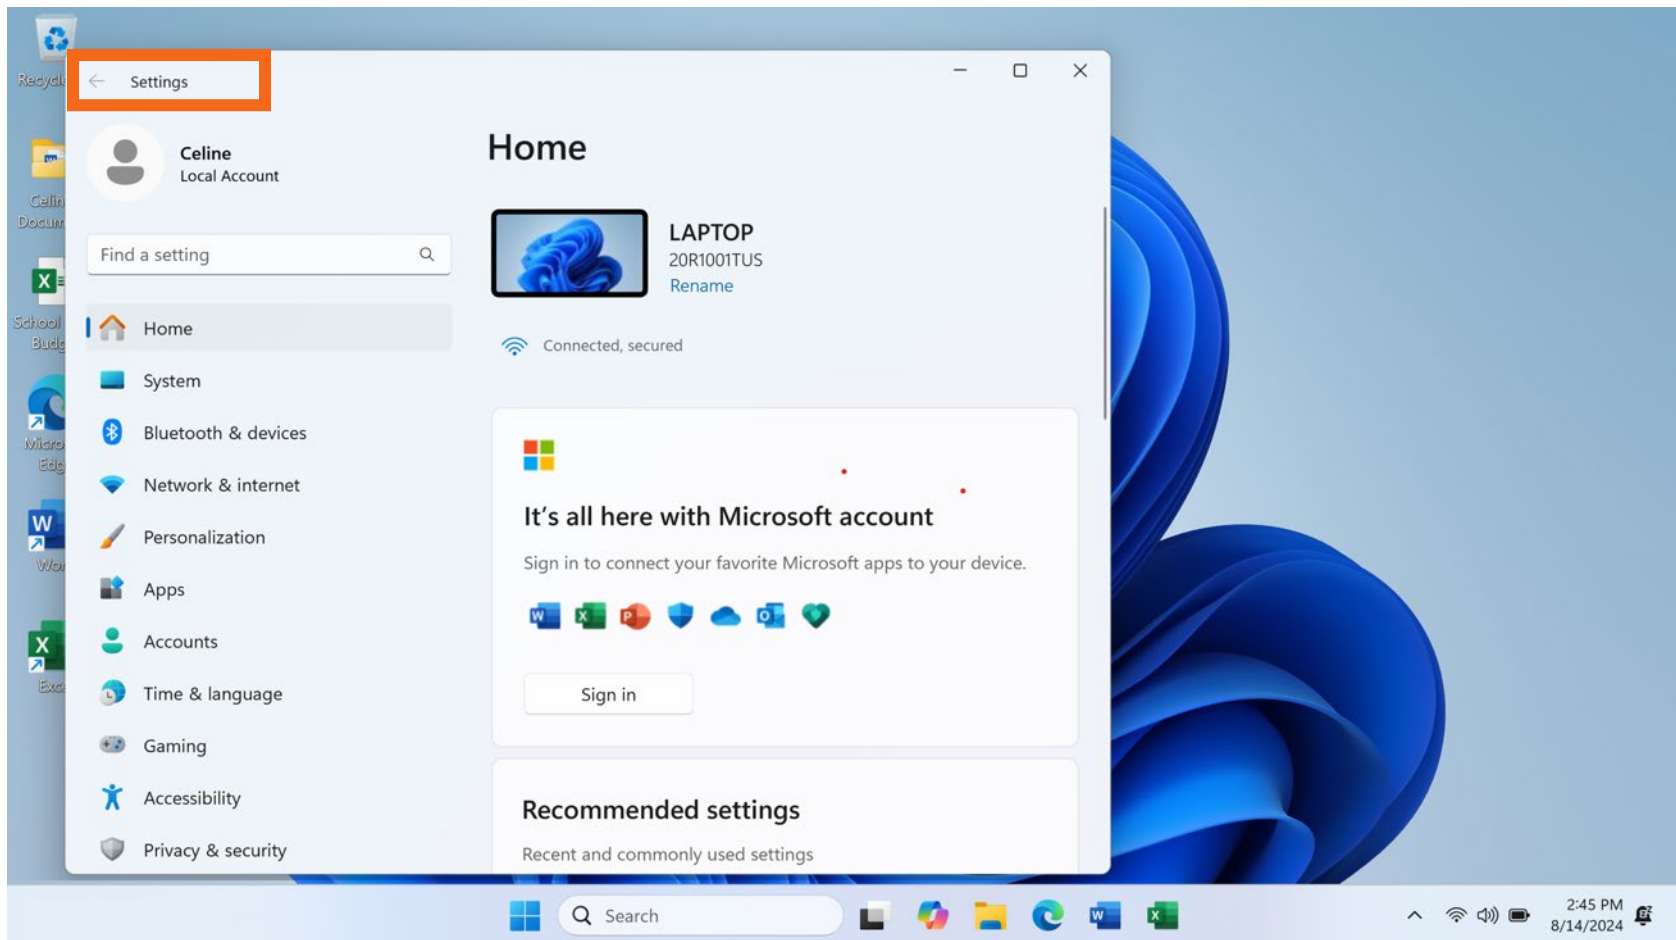 Settings
Celine
Local Account
Find a setting
Home
System
Bluetooth & devices
Network & internet
Personalization
Apps
Accounts
Time & language
Gaming
Accessibility
Privacy & security
Home
LAPTOP
20R1001TUS
Rename
Connected, secured
It's all here with Microsoft account
Sign in to connect your favorite Microsoft apps to your device.
Sign in
Recommended settings
Recent and commonly used settings
School
Search
2:45 PM
8/14/2024